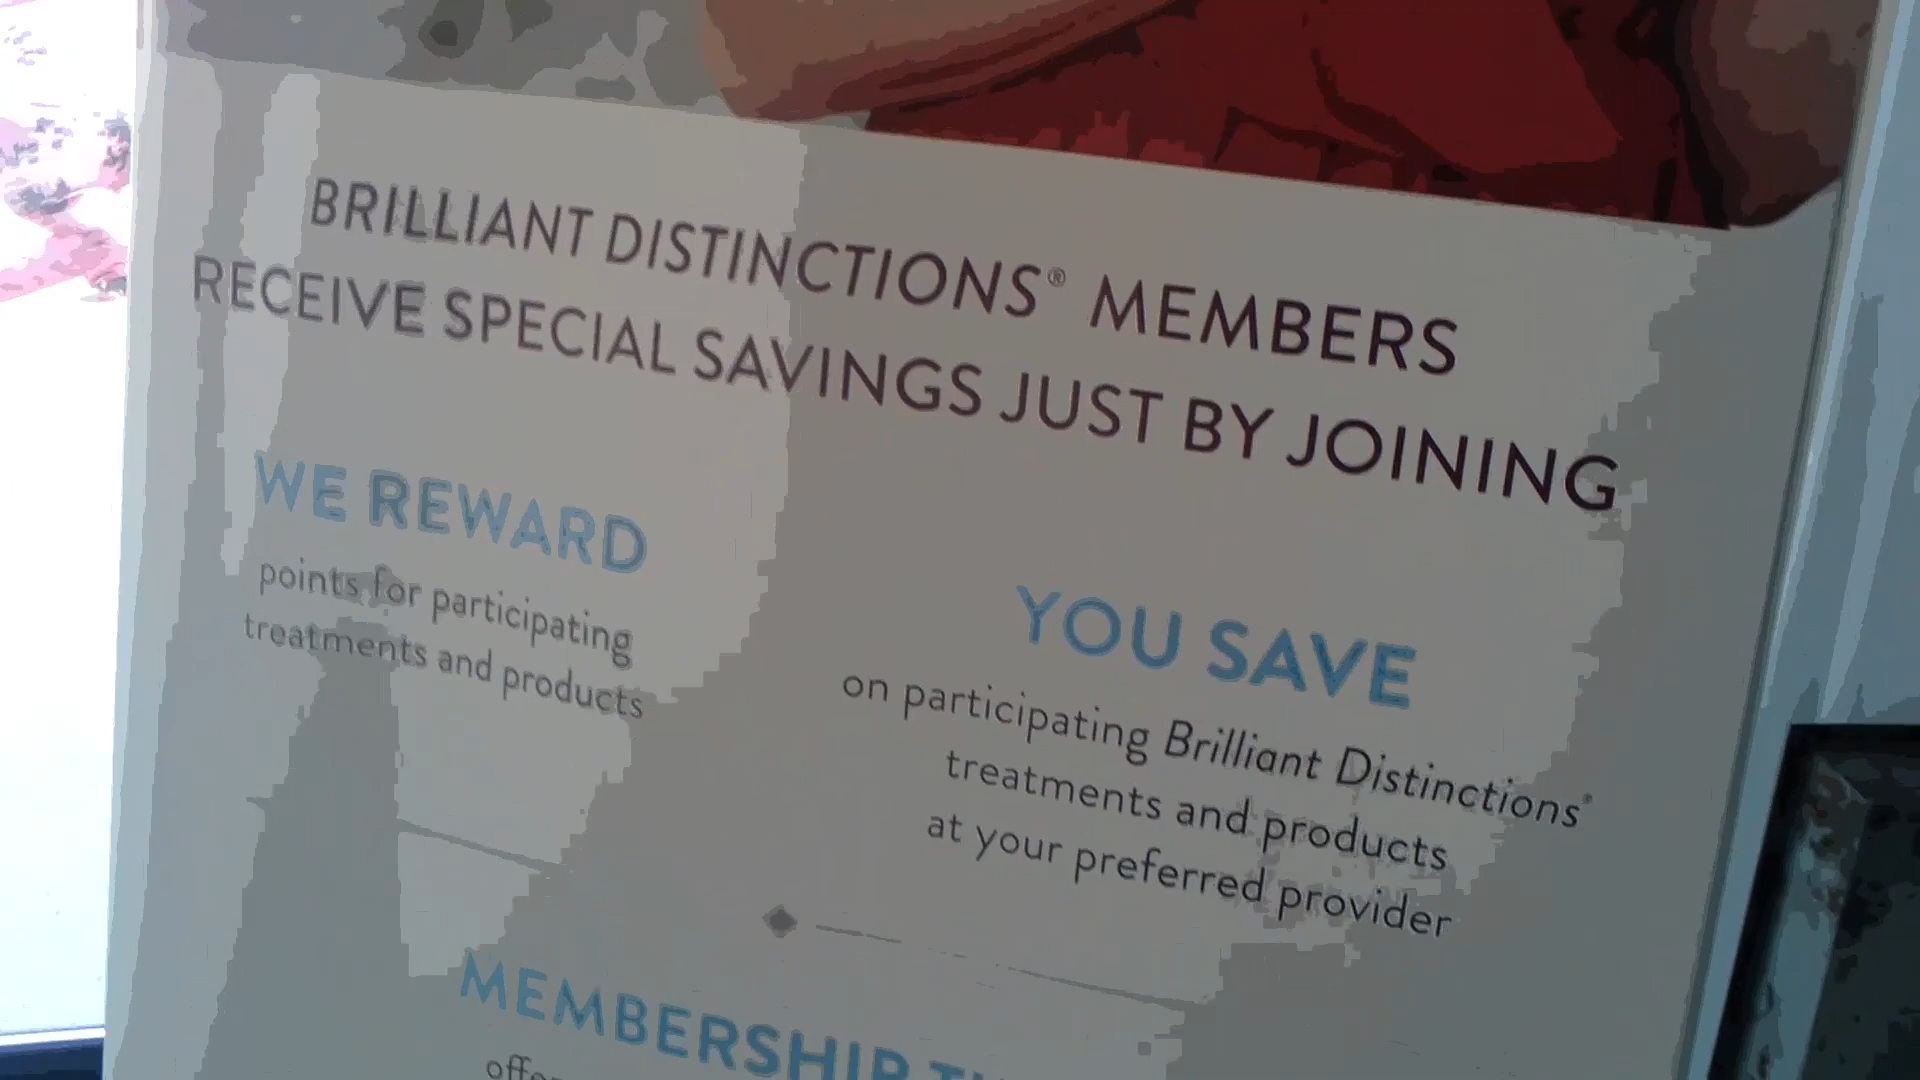 BRILLIANT DISTINCTIONS® MEMBERS
RECEIVE SPECIAL SAVINGS JUST BY JOINING
WE REWARD
points for participating
treatments and products
YOU SAVE
on participating Brilliant Distinctions®
treatments and products
at your preferred provider
MEMBERSHIP